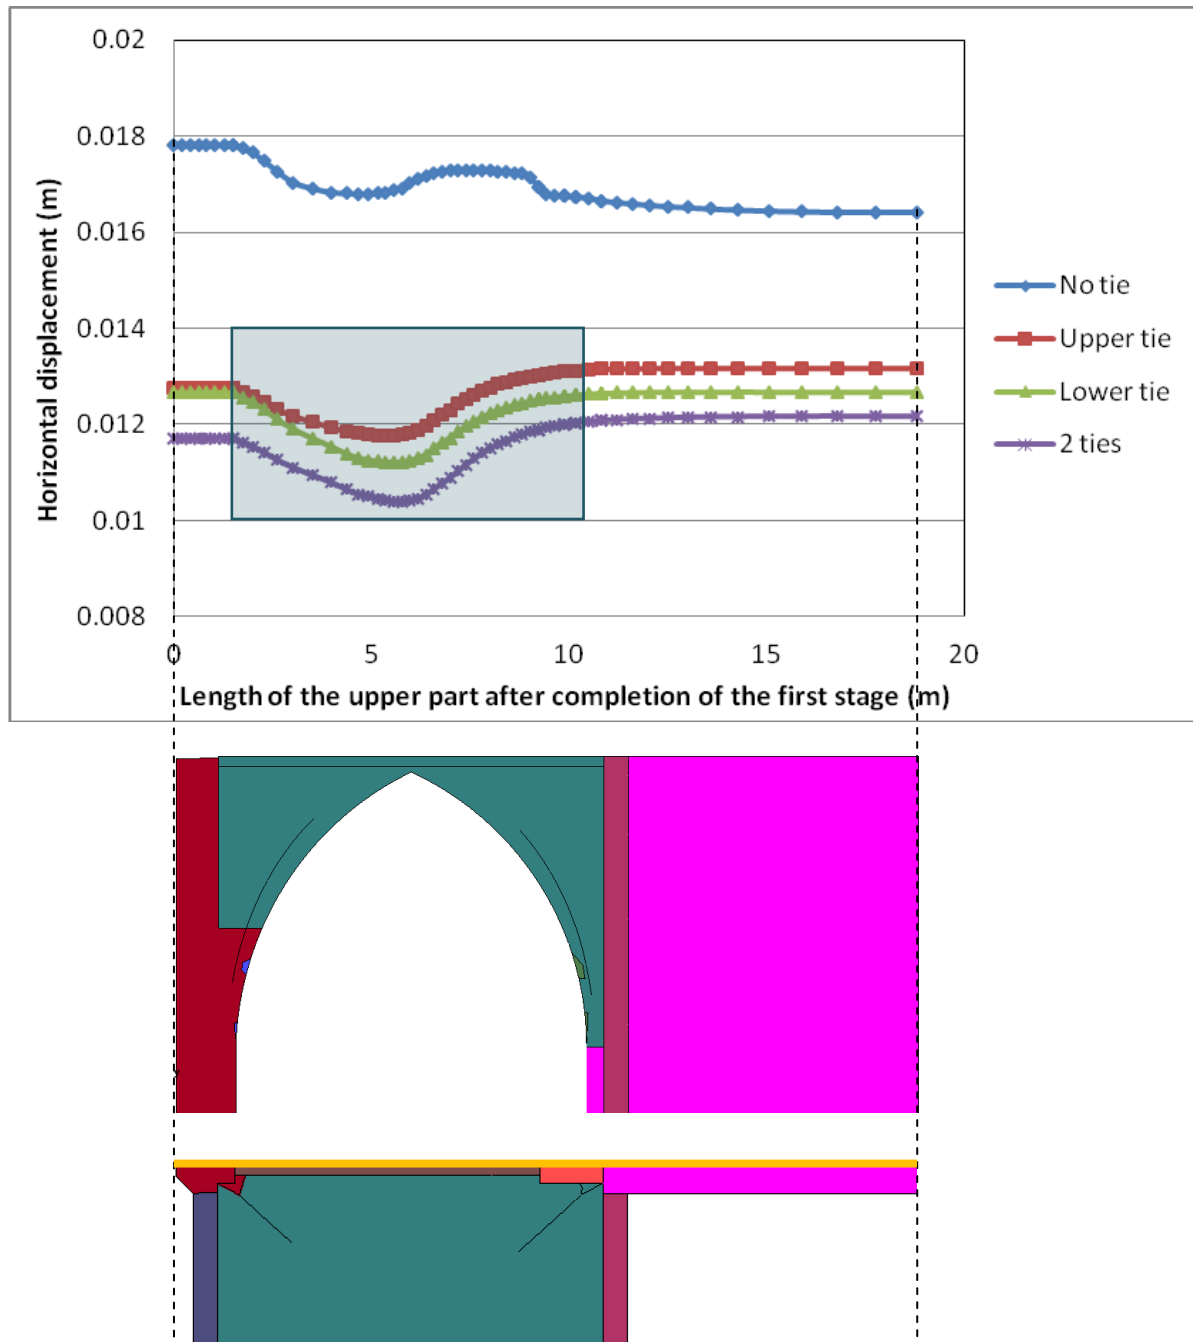 0.02
0.018
0.016
0.014
0.012
0.01
0.008
Horizontal displacement (m)
0 5 10 15 20
Length of the upper part after completion of the first stage (m)
No tie
Upper tie
Lower tie
2 ties